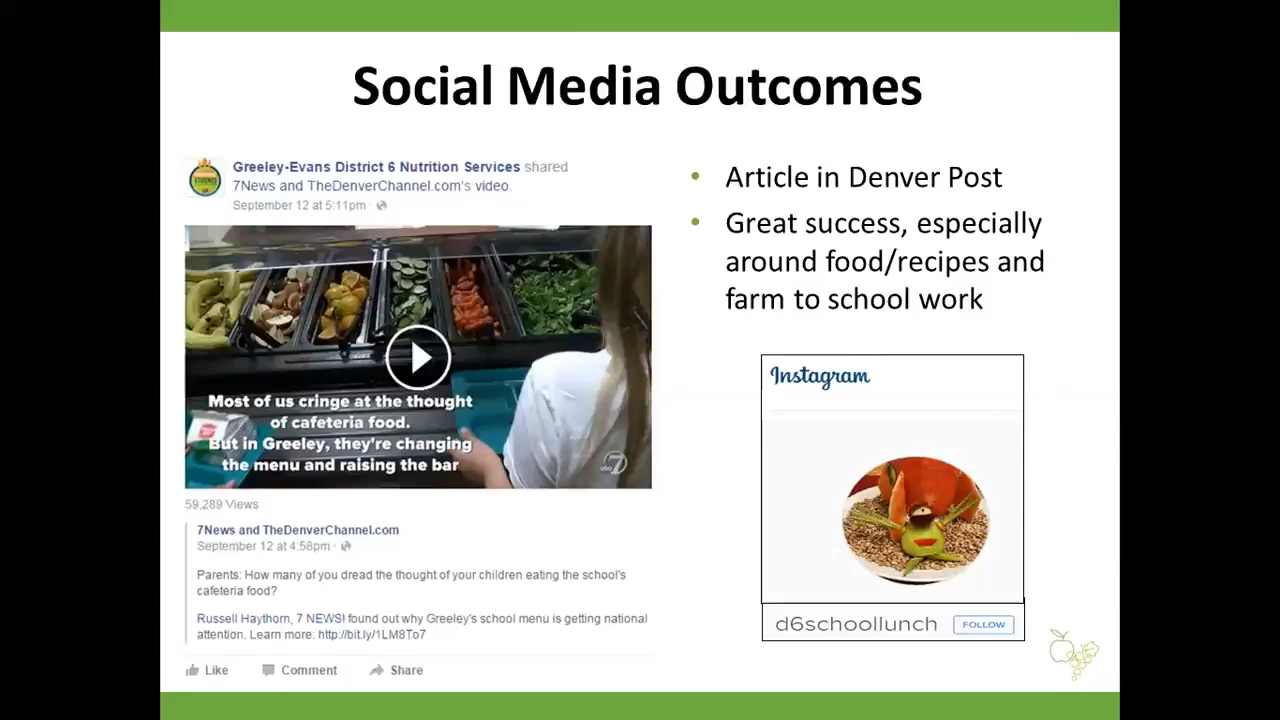 Social Media Outcomes
Greeley-Evans District 6 Nutrition Services shared
7News and TheDenverChannel.com's video.
September 12 at 5:11pm
Most of us cringe at the thought
of cafeteria food.
But in Greeley, they're changing
the menu and raising the bar
abc 7
59,289 Views
7News and TheDenverChannel.com
September 12 at 4:58pm
Parents: How many of you dread the thought of your children eating the school's
cafeteria food?
Russell Haythorn, 7 NEWS! found out why Greeley's school menu is getting national
attention. Learn more: http://bit.ly/1LM8To7
Like Comment Share
• Article in Denver Post
• Great success, especially
around food/recipes and
farm to school work
Instagram
d6schoollunch FOLLOW